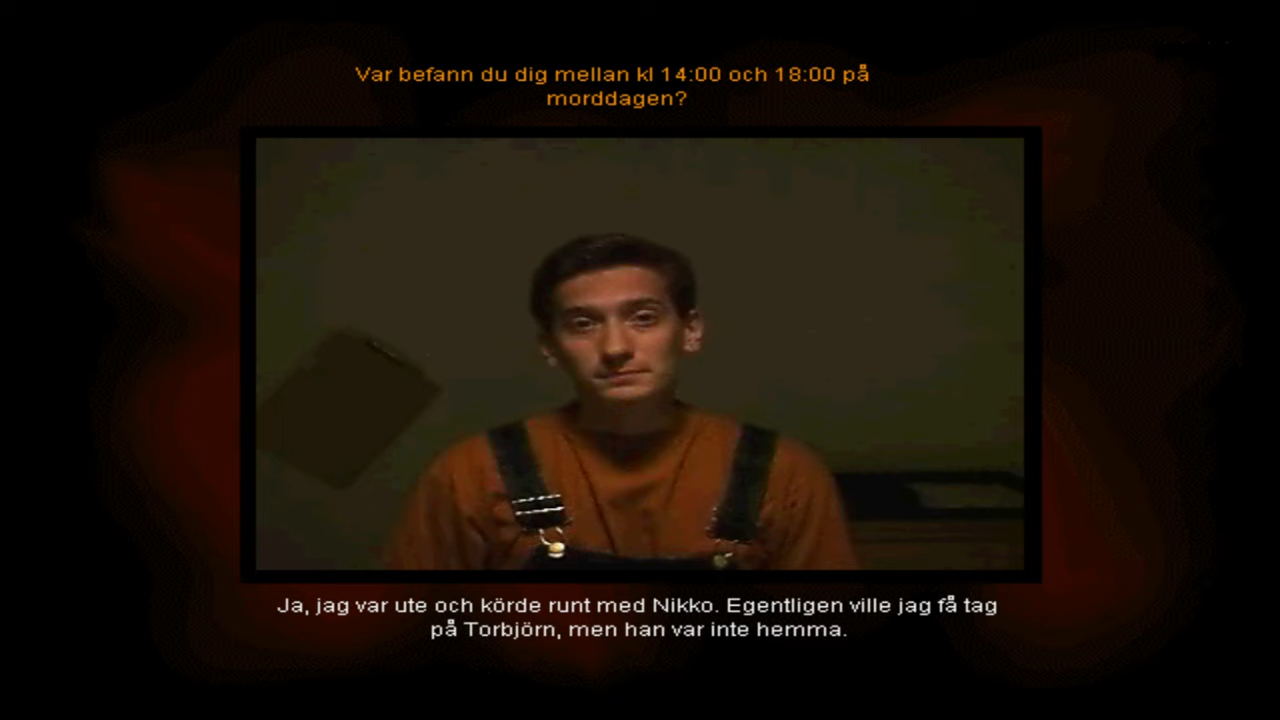 Var befann du dig mellan kl 14:00 och 18:00 på
morddagen?
Ja, jag var ute och körde runt med Nikko. Egentligen ville jag få tag
på Torbjörn, men han var inte hemma.